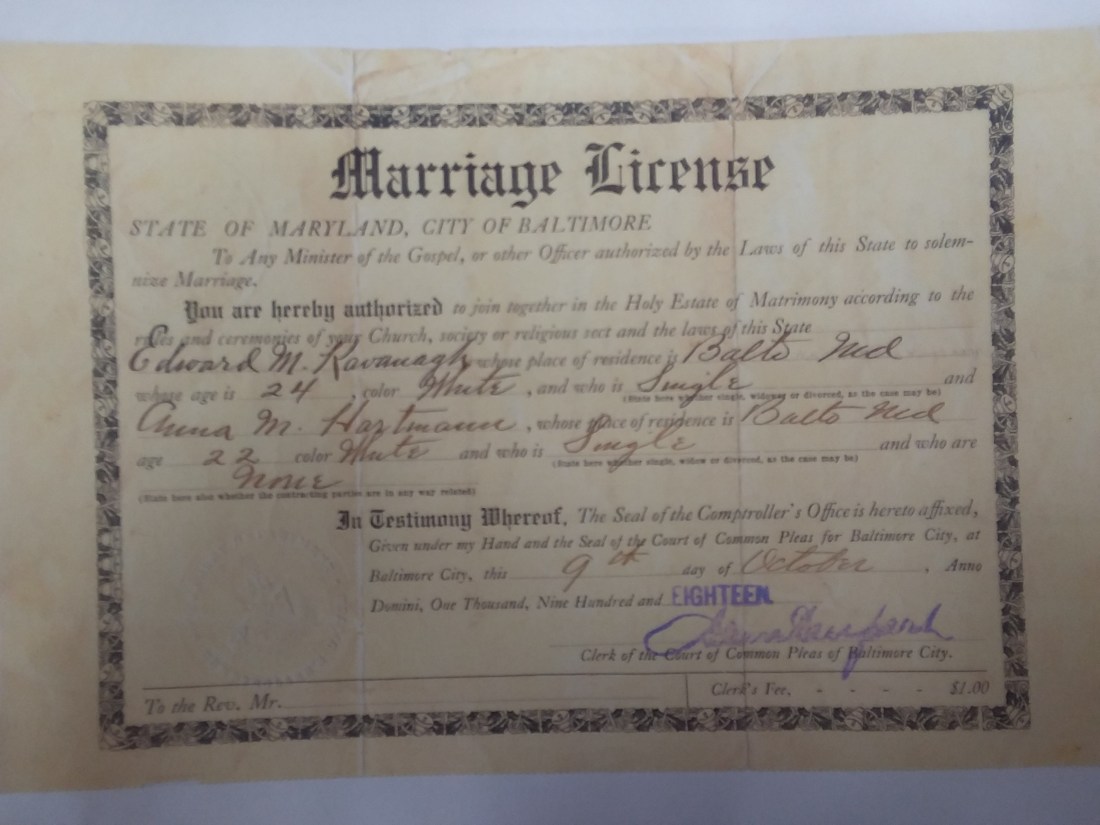 Marriage License
STATE OF MARYLAND, CITY OF BALTIMORE
To Any Minister of the Gospel, or other Officer authorized by the Laws of this State to solem-
nize Marriage.
You are hereby authorized to join together in the Holy Estate of Matrimony according to the
rules and ceremonies of your Church, society or religious sect and the laws of this State
Edward M. Kavanagh whose place of residence is Balto Md
whose age is 24, color White, and who is Single and
(State here whether single, widower or divorced, as the case may be)
Anna M. Hartmann, whose place of residence is Balto Md
age 22 color White and who is Single and who are
(State here whether single, widow or divorced, as the case may be)
None
(State here also whether the contracting parties are in any way related)
In Testimony Whereof, The Seal of the Comptroller's Office is hereto affixed,
Given under my Hand and the Seal of the Court of Common Pleas for Baltimore City, at
Baltimore City, this 9th day of October, Anno
Domini, One Thousand, Nine Hundred and EIGHTEEN.
Clerk of the Court of Common Pleas of Baltimore City.
To the Rev. Mr. Clerk's Fee, - - - - $1.00